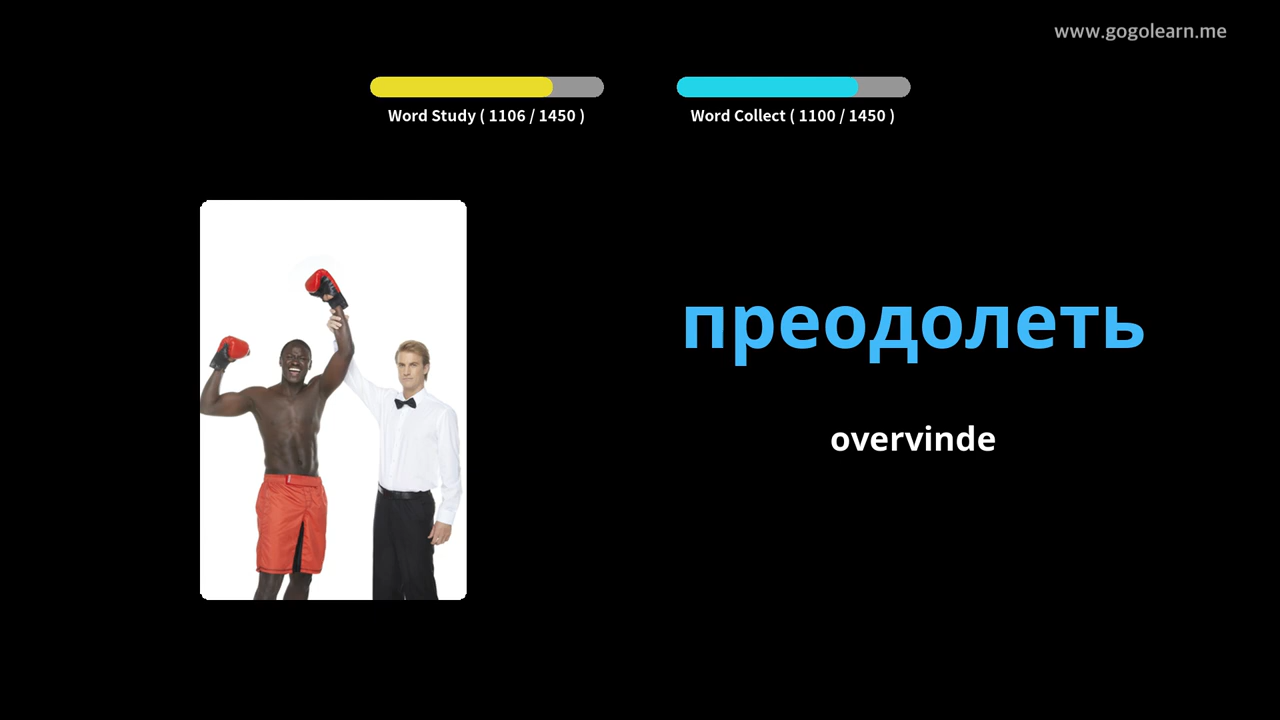 www.gogolearn.me
Word Study ( 1106 / 1450 )
Word Collect ( 1100 / 1450 )
преодолеть
overvinde